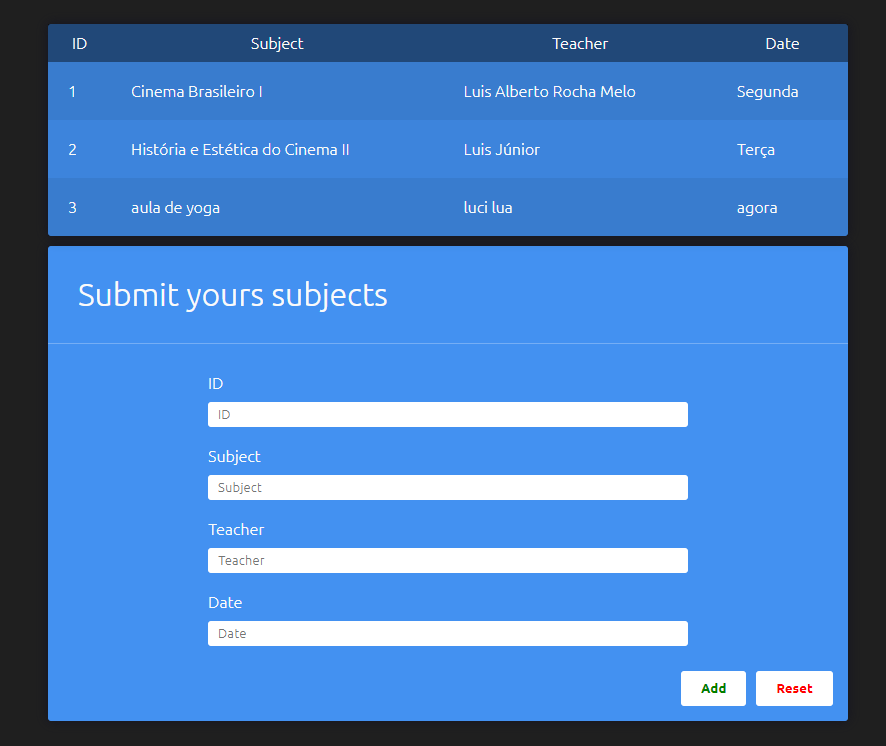 ID Subject Teacher Date
1 Cinema Brasileiro I Luis Alberto Rocha Melo Segunda
2 História e Estética do Cinema II Luis Júnior Terça
3 aula de yoga luci lua agora
Submit yours subjects
ID
ID
Subject
Subject
Teacher
Teacher
Date
Date
Add Reset